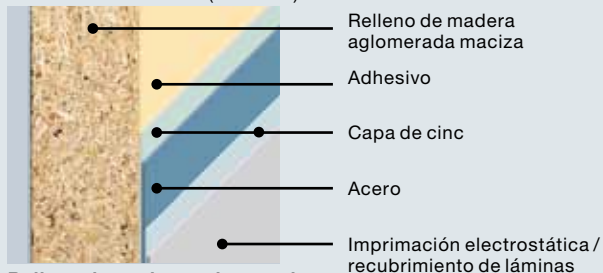 Relleno de madera
aglomerada maciza
Adhesivo
Capa de cinc
Acero
Imprimación electrostática /
recubrimiento de láminas